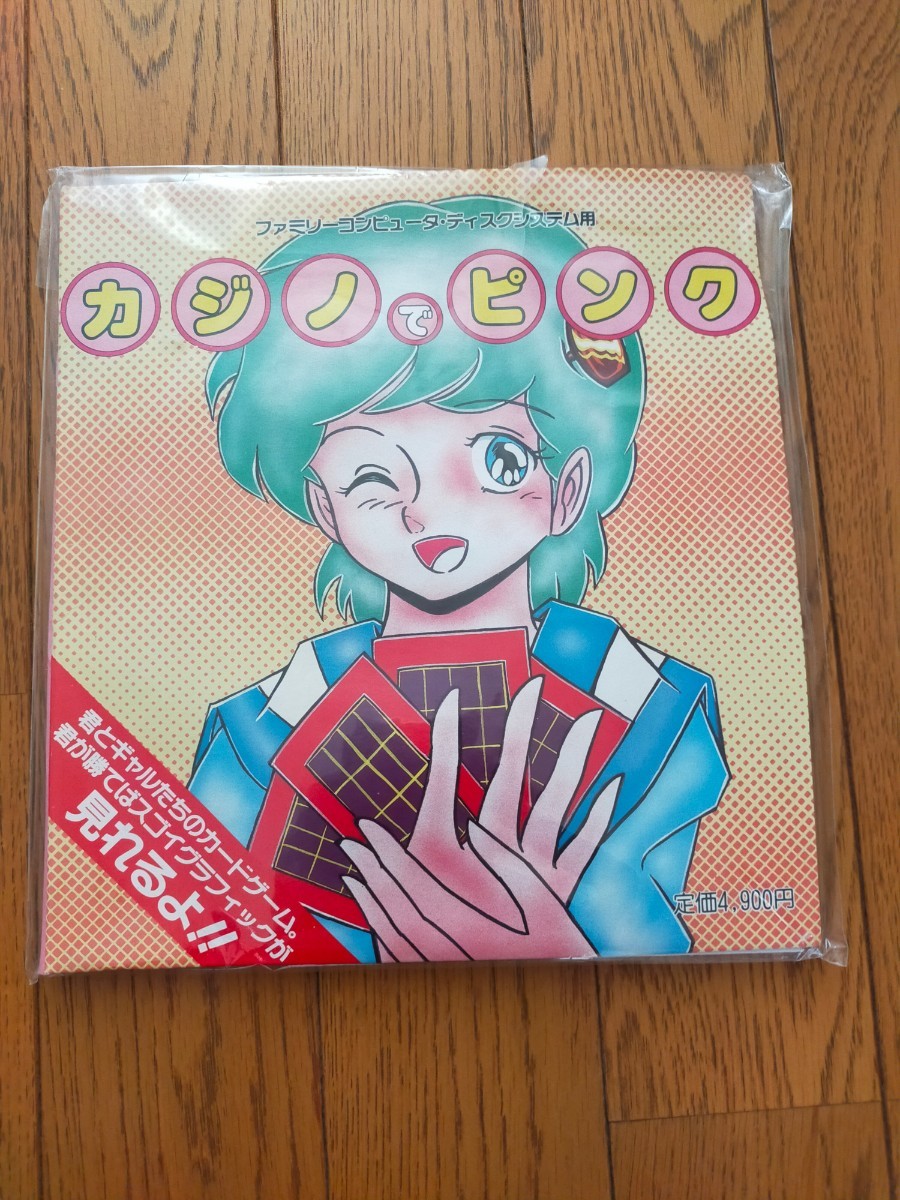 ファミリーコンピュータ・ディスクシステム用
カジノでピンク
君とギャルたちのカードゲーム。
君が勝てばスゴイグラフィックが
見れるよ!!
定価4,900円